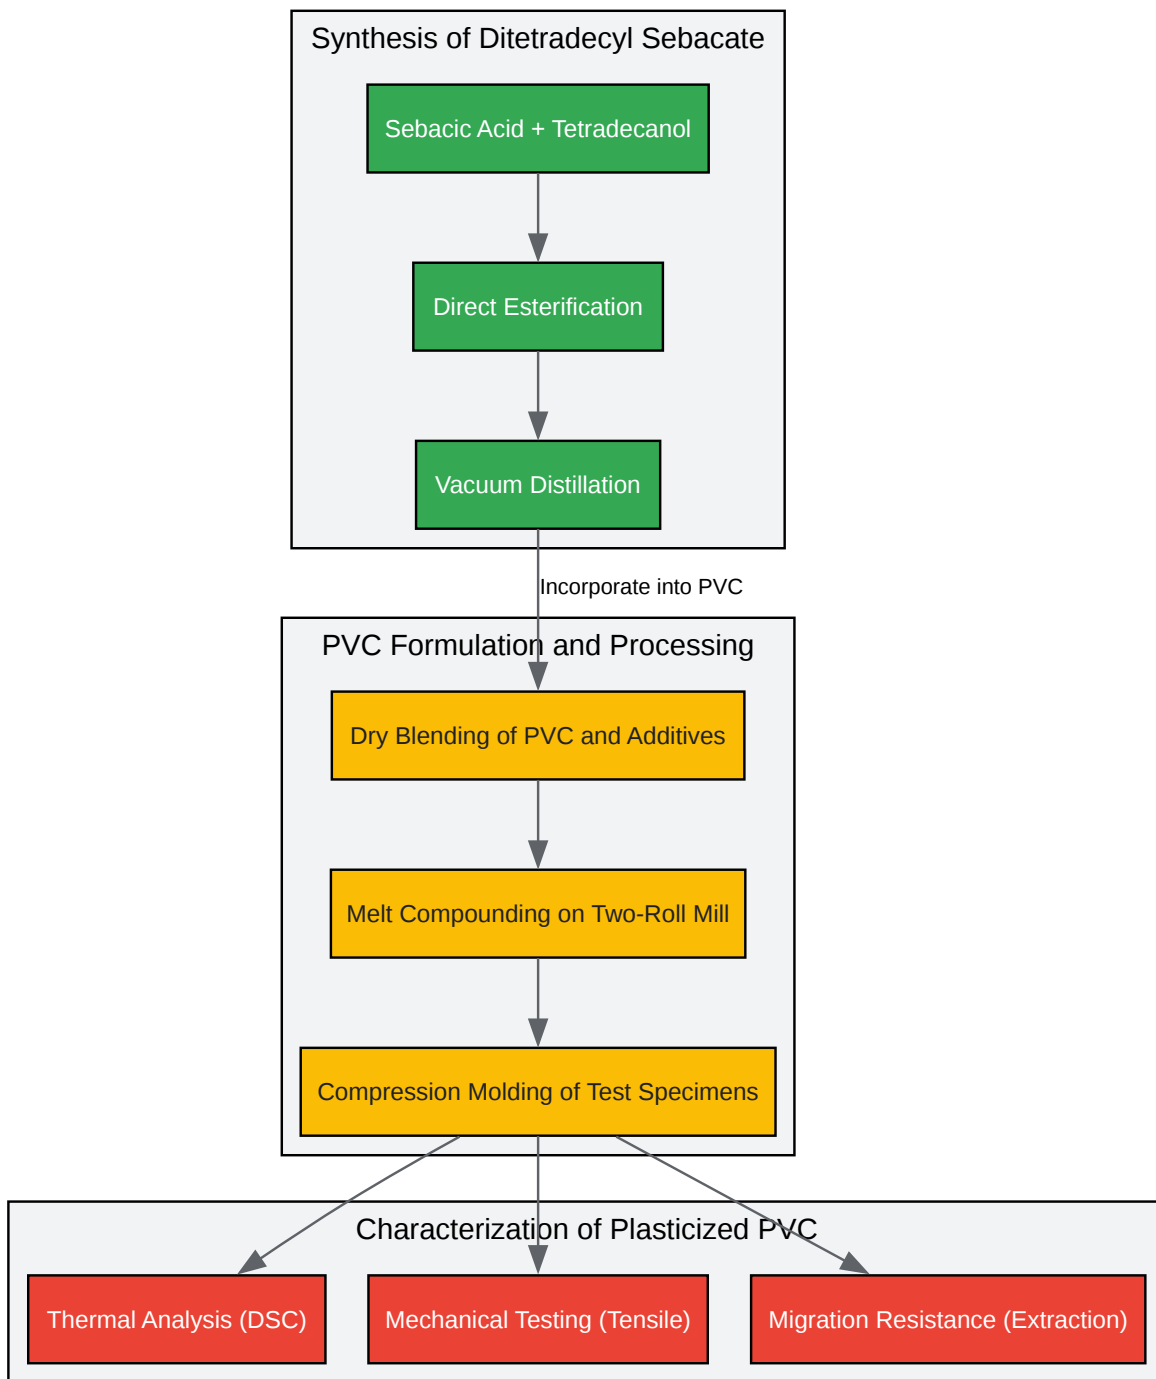 Synthesis of Ditetradecyl Sebacate
Sebacic Acid + Tetradecanol
Direct Esterification
Vacuum Distillation
Incorporate into PVC
PVC Formulation and Processing
Dry Blending of PVC and Additives
Melt Compounding on Two-Roll Mill
Compression Molding of Test Specimens
Characterization of Plasticized PVC
Thermal Analysis (DSC)
Mechanical Testing (Tensile)
Migration Resistance (Extraction)